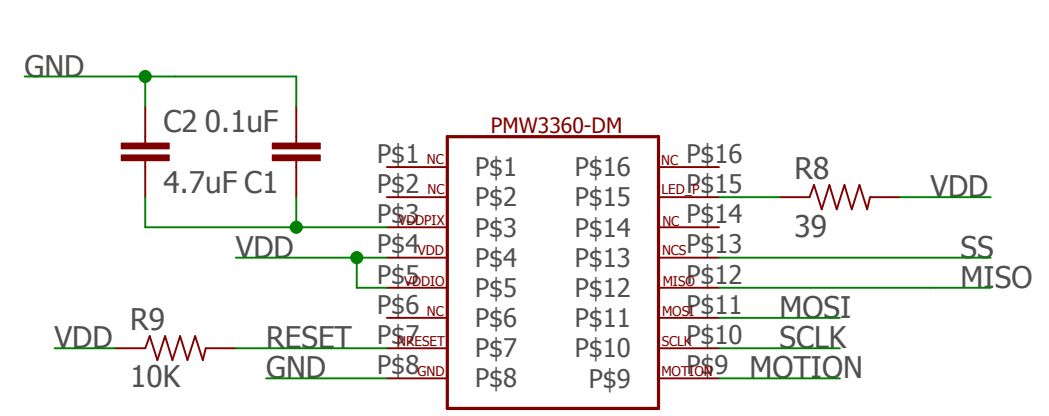 GND
C2 0.1uF
4.7uF C1
PMW3360-DM
P$1 NC P$1 P$16 NC P$16
P$2 NC P$2 P$15 LED_P P$15 R8 39 VDD
P$3 VDDPIX P$3 P$14 NC P$14
VDD P$4 VDD P$4 P$13 NCS P$13 SS
P$5 VDDIO P$5 P$12 MISO P$12 MISO
P$6 NC P$6 P$11 MOSI P$11 MOSI
VDD R9 10K RESET P$7 NRESET P$7 P$10 SCLK P$10 SCLK
GND P$8 GND P$8 P$9 MOTION P$9 MOTION